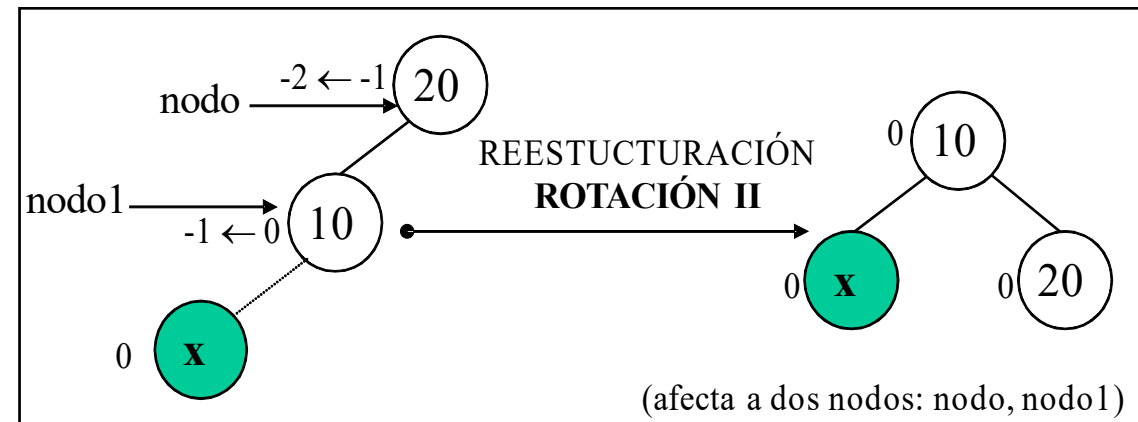 -2 ← -1
20
nodo
nodo1
-1 ← 0
10
0
x
REESTUCTURACIÓN
ROTACIÓN II
0
10
0
x
0
20
(afecta a dos nodos: nodo, nodo1)